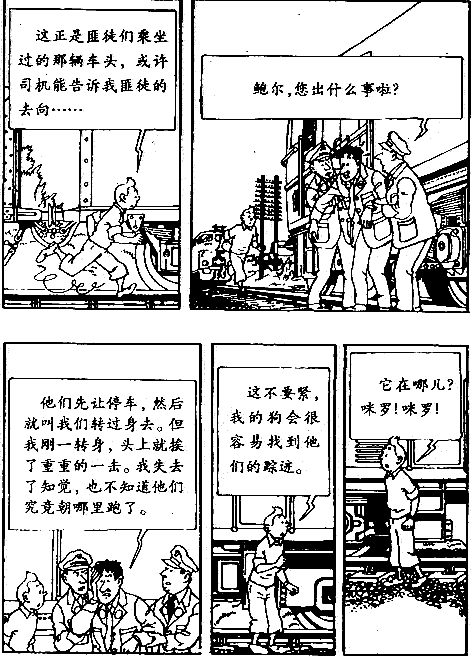 这正是匪徒们乘坐
过的那辆车头，或许
司机能告诉我匪徒的
去向……
鲍尔，您出什么事啦？
他们先让停车，然后
就叫我们转过身去。但
我刚一转身，头上就挨
了重重的一击。我失去
了知觉，也不知道他们
究竟朝哪里跑了。
这不要紧，
我的狗会很
容易找到他
们的踪迹。
它在哪儿？
咪罗！咪罗！